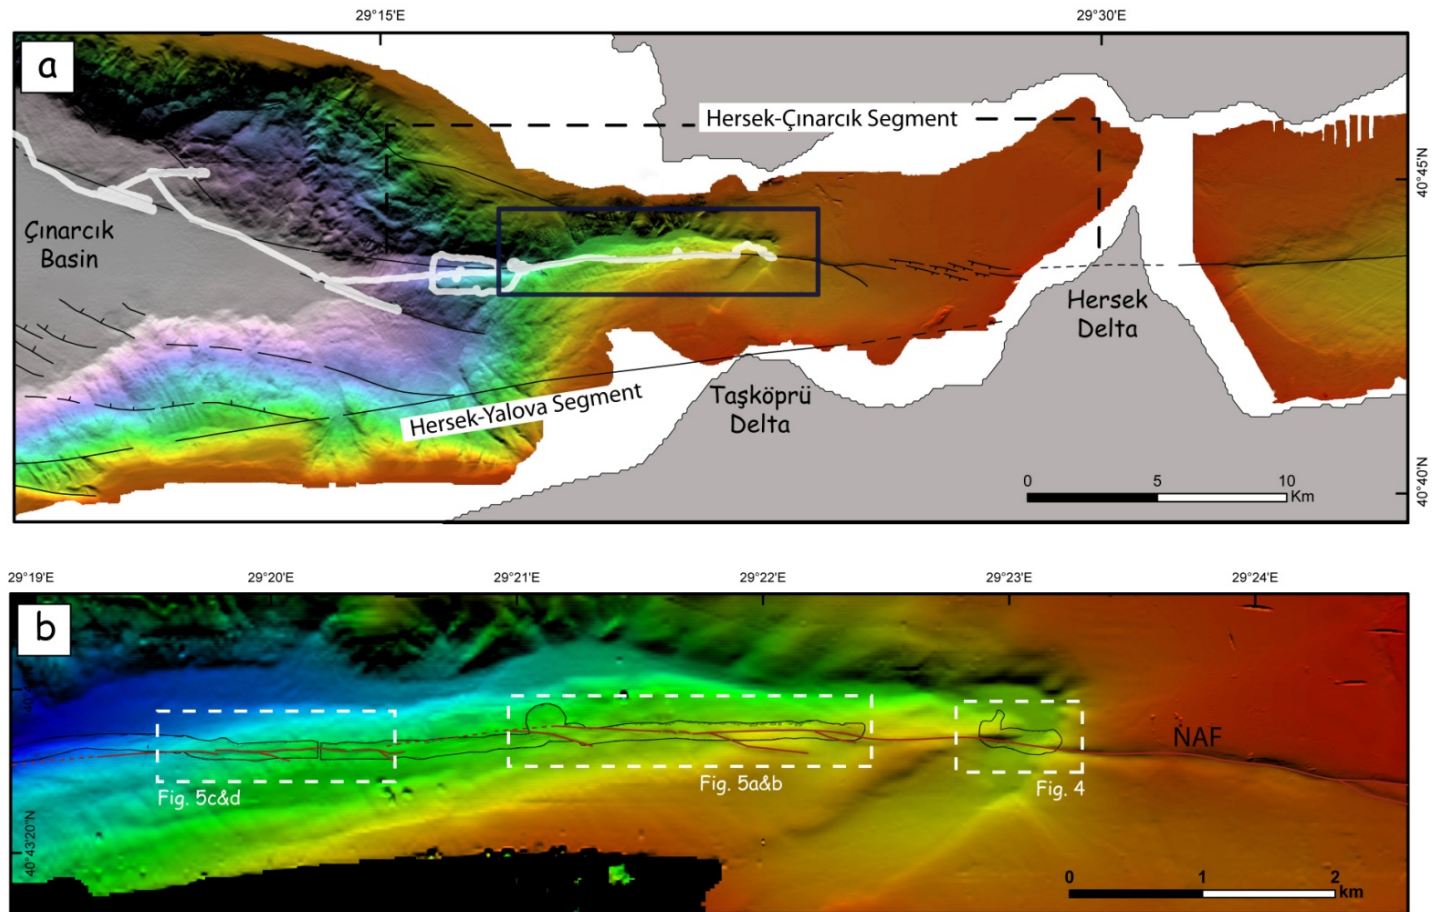 29°15'E
29°30'E
a
Hersek-Çınarcık Segment
40°45'N
Çınarcık
Basin
Hersek
Delta
Taşköprü
Delta
Hersek-Yalova Segment
0 5 10
Km
40°40'N
29°19'E 29°20'E 29°21'E 29°22'E 29°23'E 29°24'E
b
NAF
Fig. 5c&d
Fig. 5a&b
Fig. 4
40°43'20"N
0 1 2
km